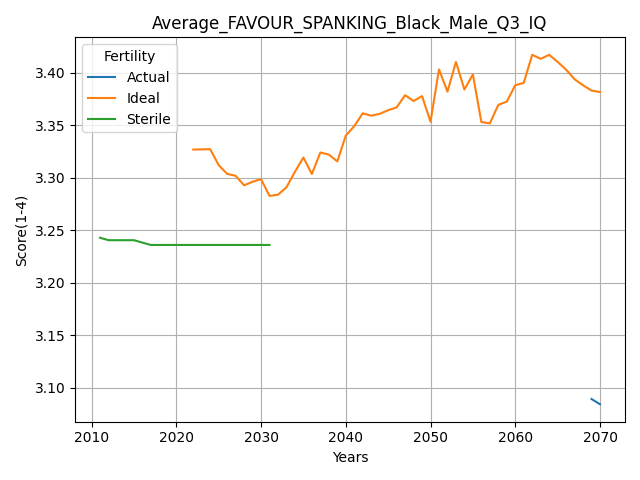 Average_FAVOUR_SPANKING_Black_Male_Q3_IQ
Fertility
Actual
Ideal
Sterile
Score(1-4)
3.40
3.35
3.30
3.25
3.20
3.15
3.10
2010 2020 2030 2040 2050 2060 2070
Years